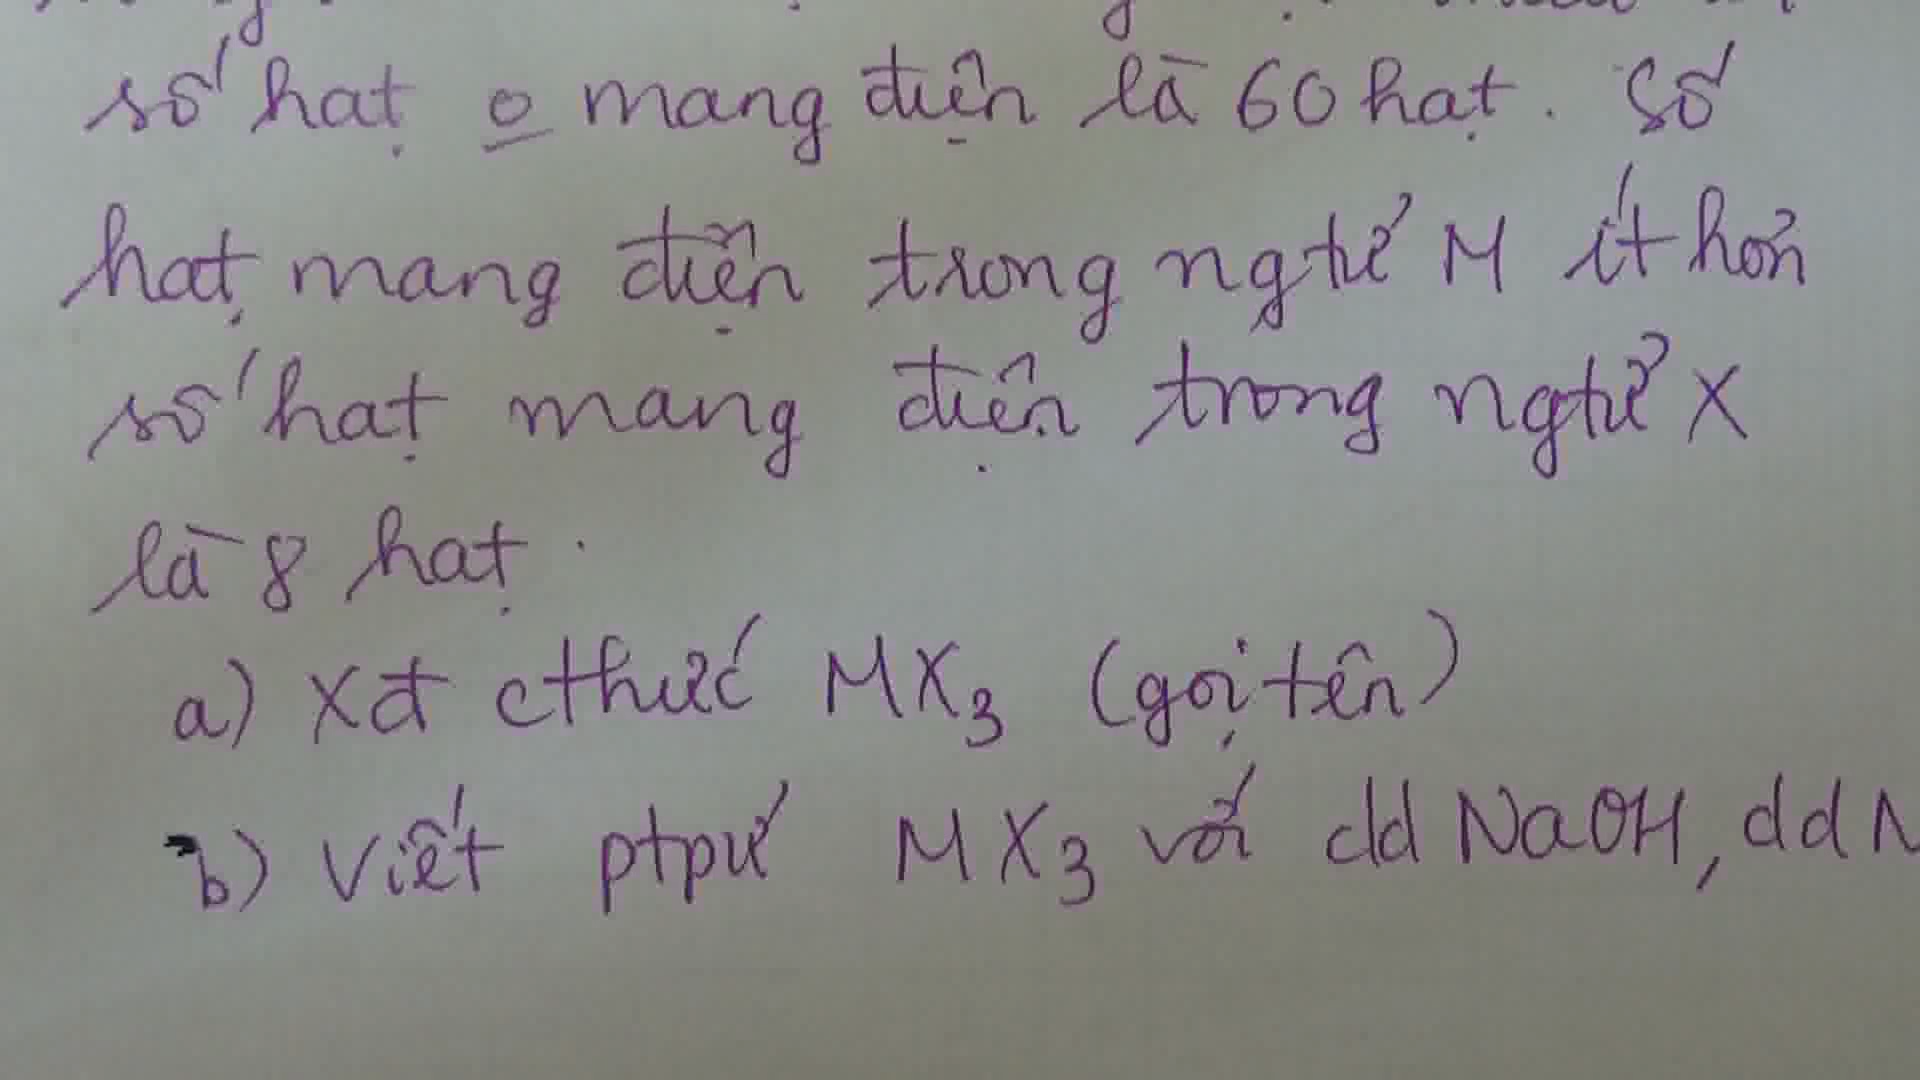 số hạt o mang điện là 60 hạt. Số
hạt mang điện trong ngtử M ít hơn
số hạt mang điện trong ngtử X
là 8 hạt.
a) Xđ cthức MX3 (gọi tên)
b) Viết ptpứ MX3 với dd NaOH, dd